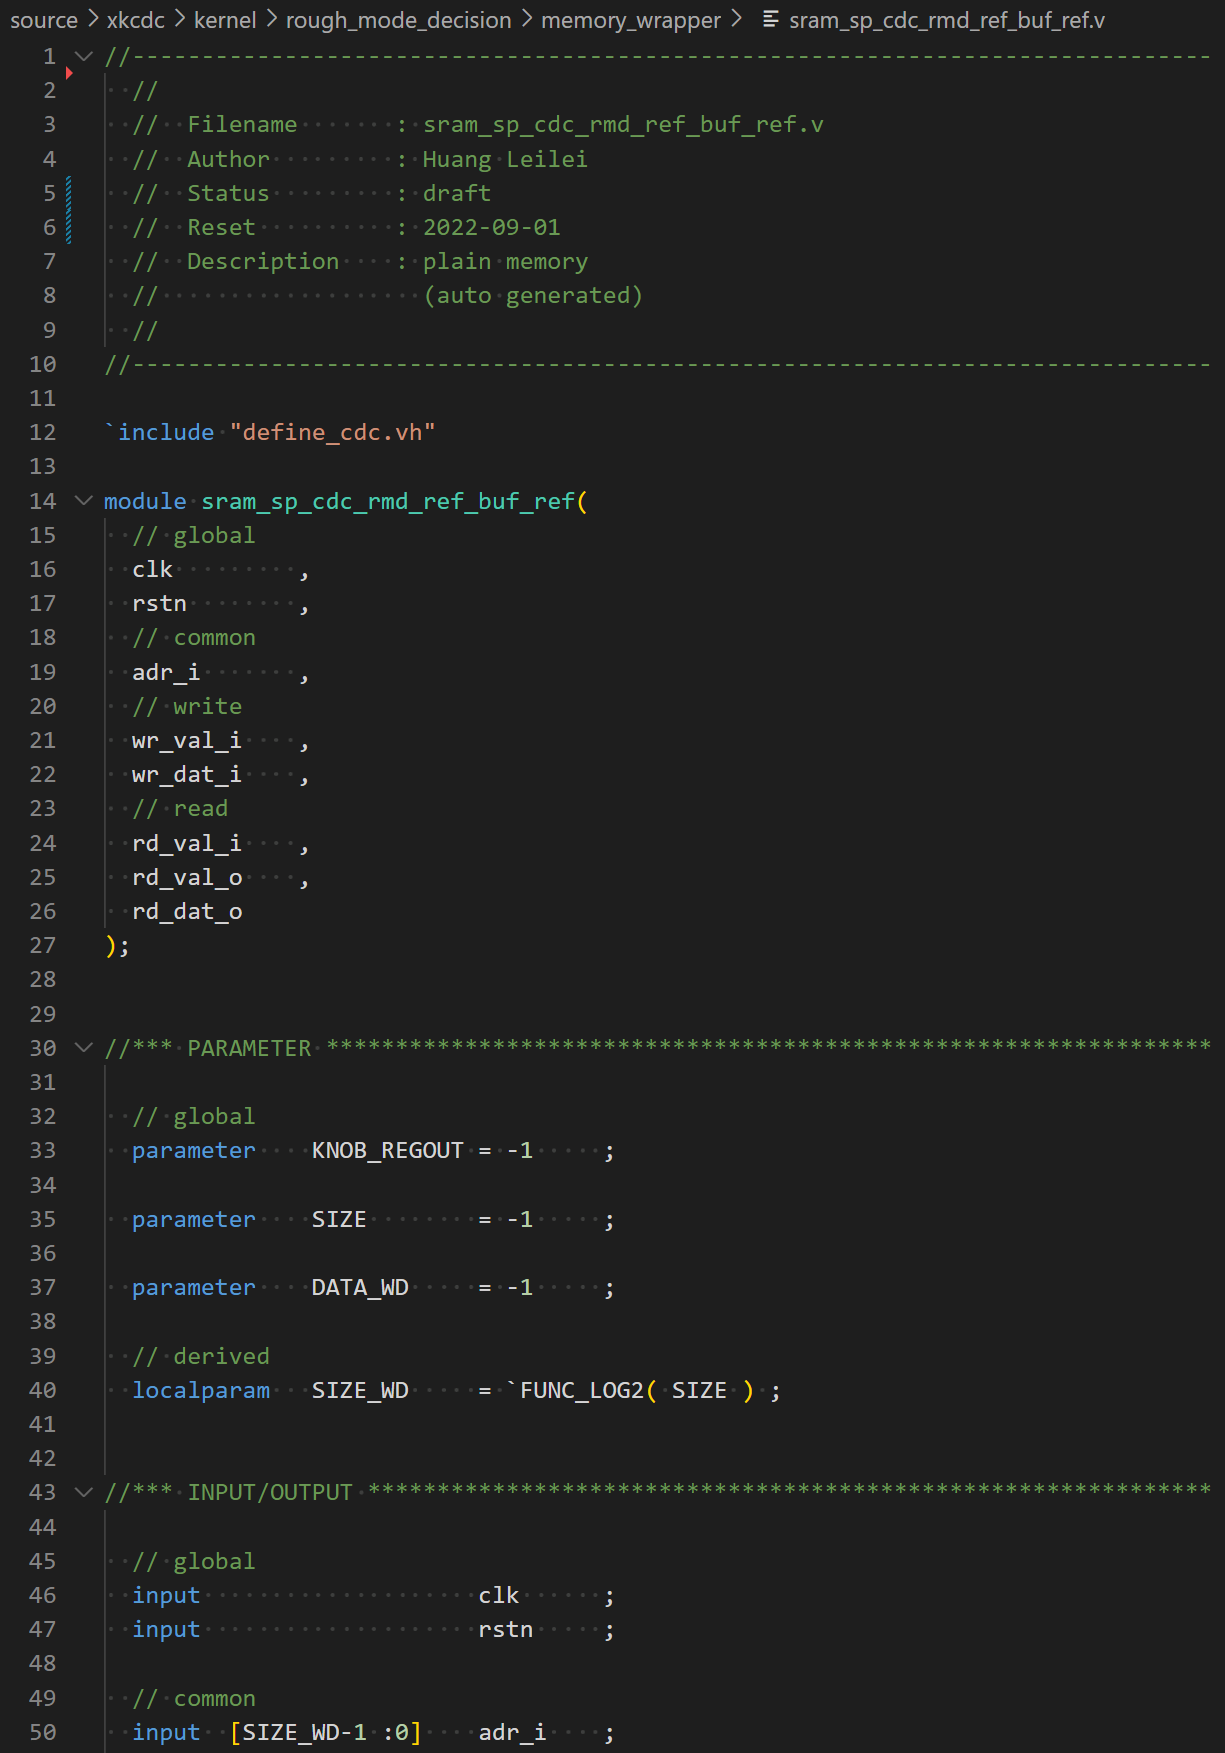 source > xkcdc > kernel > rough_mode_decision > memory_wrapper > sram_sp_cdc_rmd_ref_buf_ref.v
1 //------------------------------------------------------------------------------
2   //
3   //  Filename       : sram_sp_cdc_rmd_ref_buf_ref.v
4   //  Author         : Huang Leilei
5   //  Status         : draft
6   //  Reset          : 2022-09-01
7   //  Description    : plain memory
8   //                   (auto generated)
9   //
10 //------------------------------------------------------------------------------
11
12 `include "define_cdc.vh"
13
14 module sram_sp_cdc_rmd_ref_buf_ref(
15   // global
16   clk         ,
17   rstn        ,
18   // common
19   adr_i       ,
20   // write
21   wr_val_i    ,
22   wr_dat_i    ,
23   // read
24   rd_val_i    ,
25   rd_val_o    ,
26   rd_dat_o
27 );
28
29
30 //*** PARAMETER ****************************************************************
31
32   // global
33   parameter    KNOB_REGOUT = -1     ;
34
35   parameter    SIZE        = -1     ;
36
37   parameter    DATA_WD     = -1     ;
38
39   // derived
40   localparam   SIZE_WD     = `FUNC_LOG2( SIZE ) ;
41
42
43 //*** INPUT/OUTPUT *************************************************************
44
45   // global
46   input                    clk      ;
47   input                    rstn     ;
48
49   // common
50   input  [SIZE_WD-1 :0]    adr_i    ;